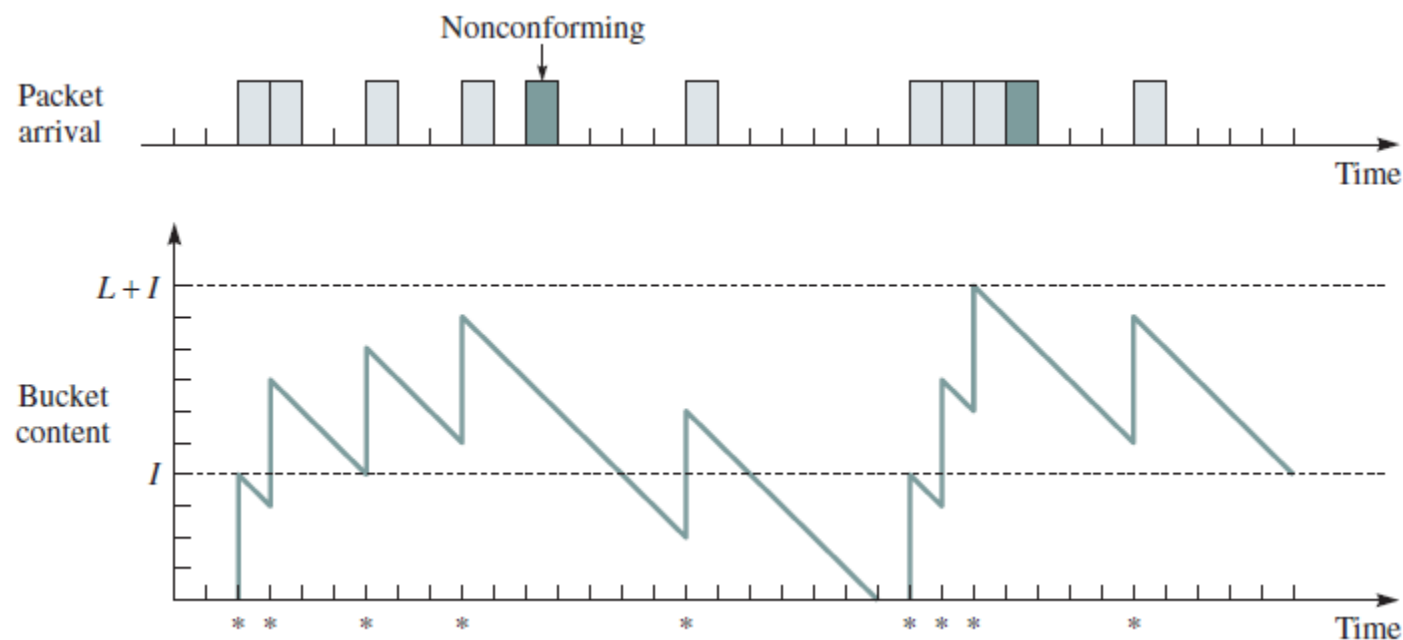 Nonconforming
Packet
arrival
Time
L + I
Bucket
content
I
* * * * * * * * *
Time